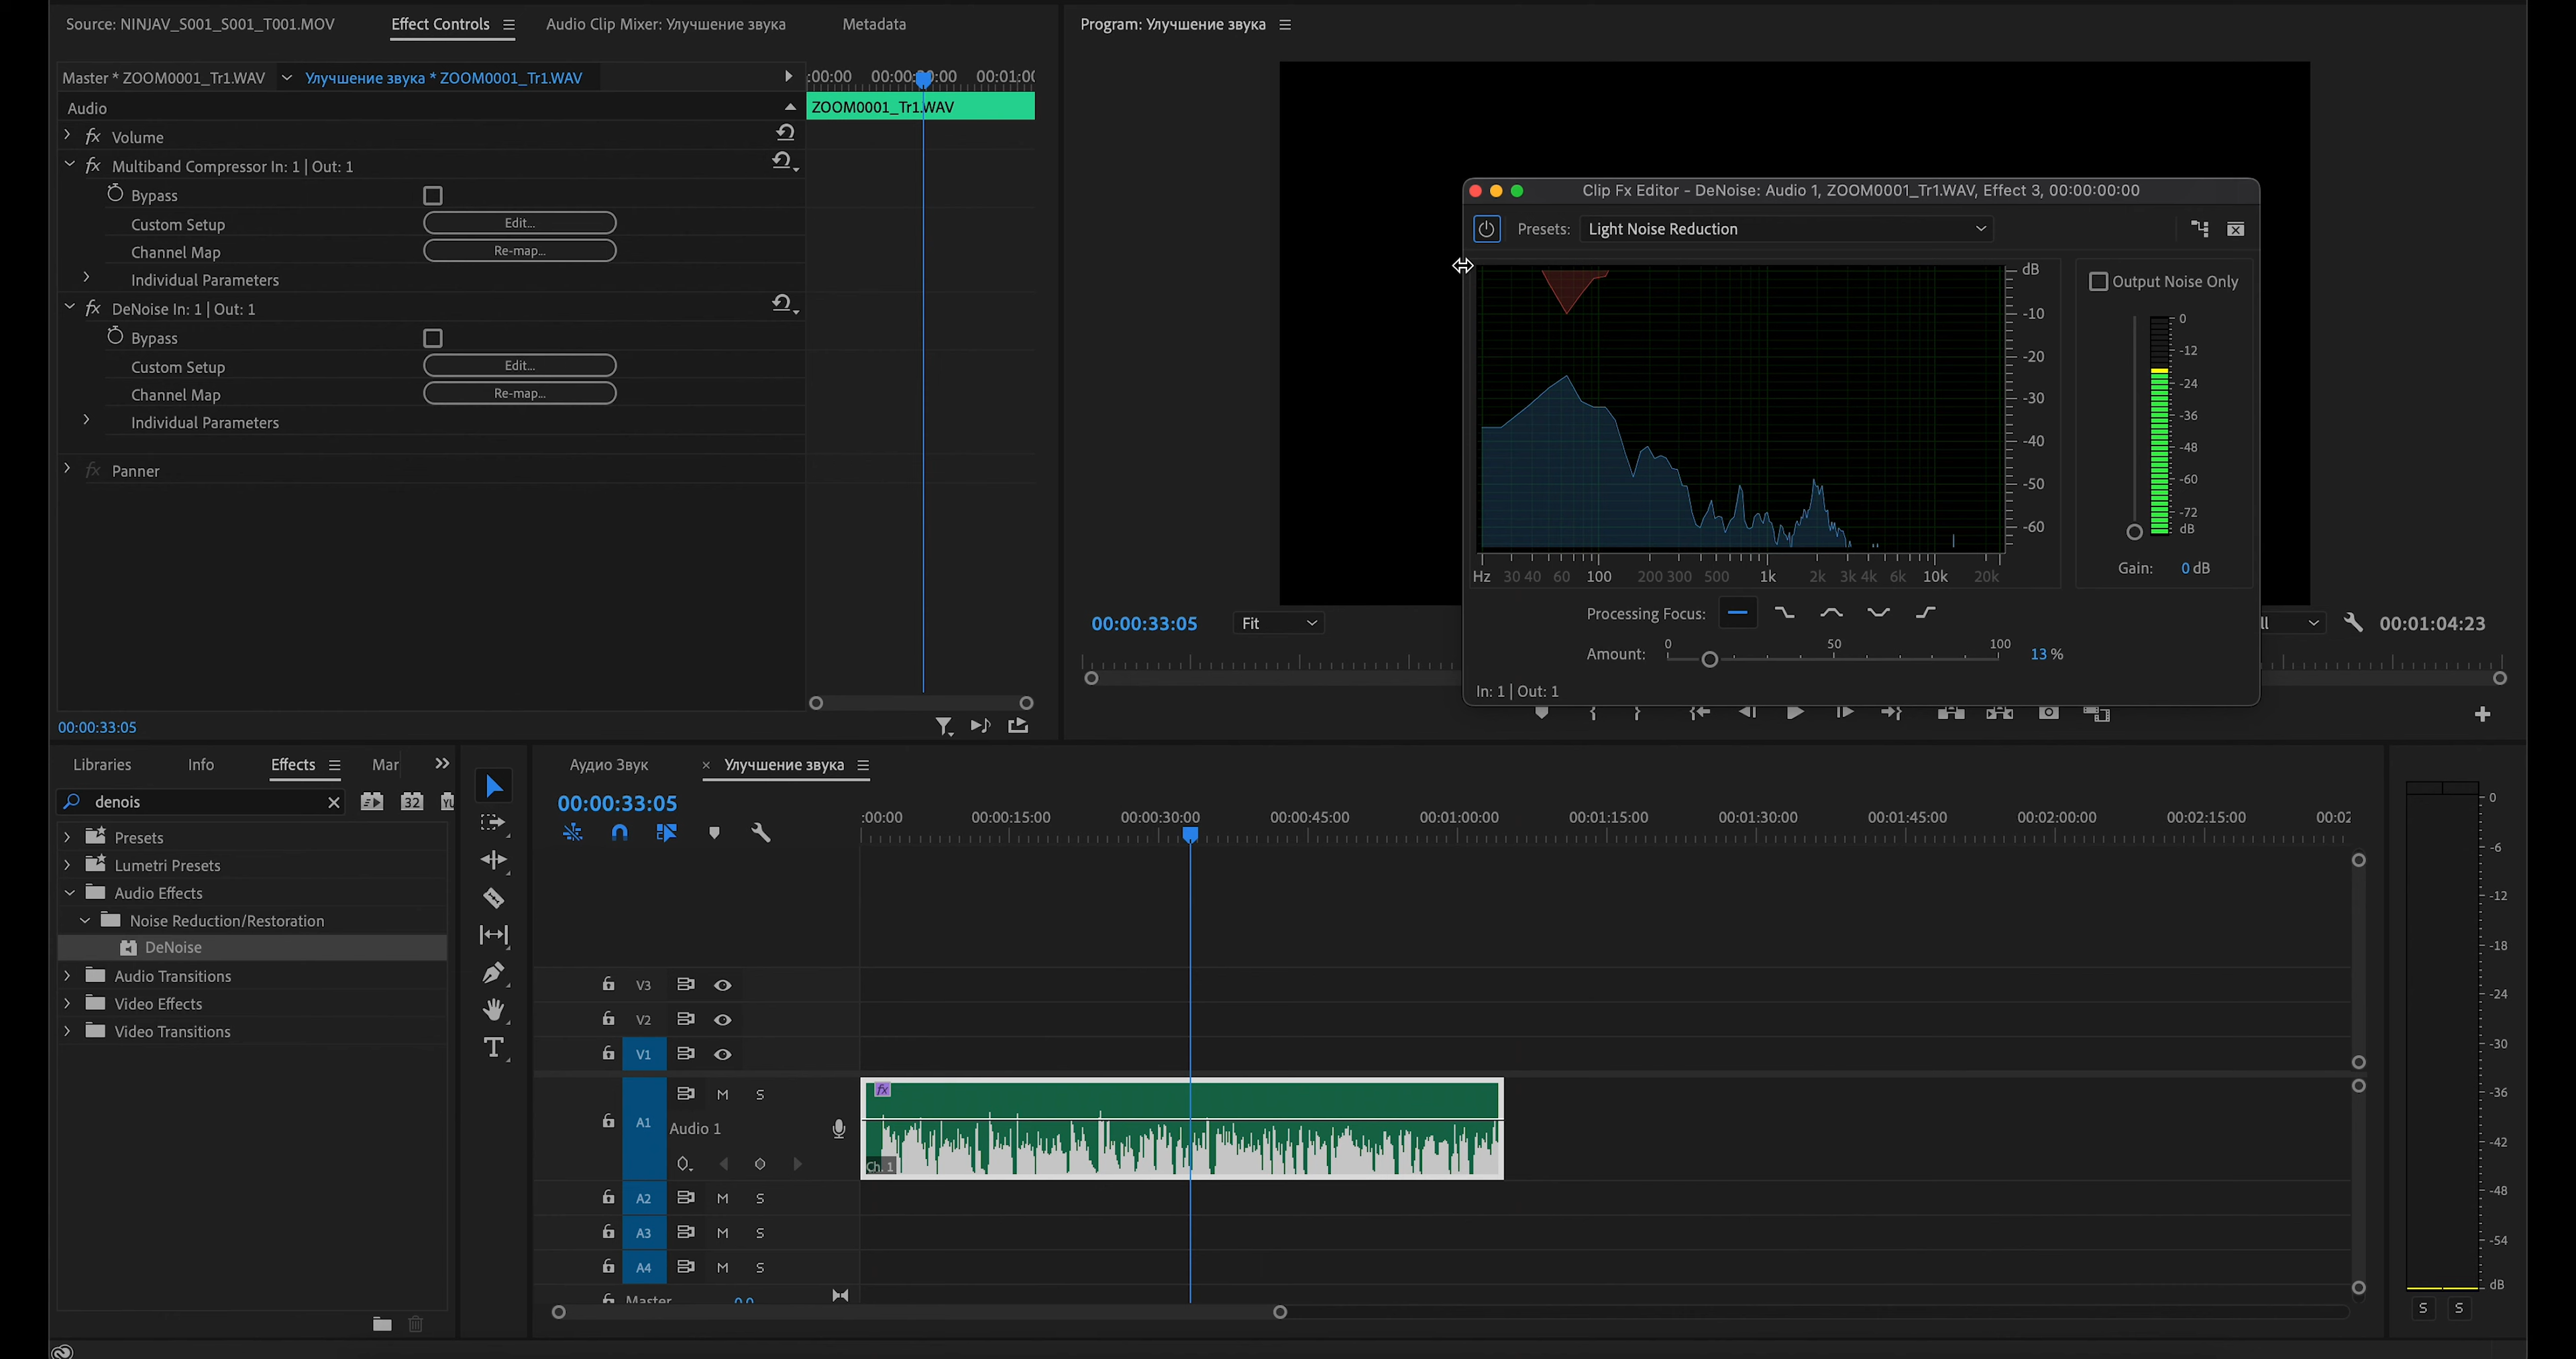 Source: NINJAV_S001_S001_T001.MOV Effect Controls Audio Clip Mixer: Улучшение звука Metadata
Program: Улучшение звука
Master * ZOOM0001_Tr1.WAV Улучшение звука * ZOOM0001_Tr1.WAV
:00:00 00:00:30:00 00:01:00
Audio
ZOOM0001_Tr1.WAV
fx Volume
fx Multiband Compressor In: 1 | Out: 1
Bypass
Custom Setup Edit...
Channel Map Re-map...
Individual Parameters
fx DeNoise In: 1 | Out: 1
Bypass
Custom Setup Edit...
Channel Map Re-map...
Individual Parameters
fx Panner
00:00:33:05
Clip Fx Editor - DeNoise: Audio 1, ZOOM0001_Tr1.WAV, Effect 3, 00:00:00:00
Presets: Light Noise Reduction
dB
-10
-20
-30
-40
-50
-60
Hz 30 40 60 100 200 300 500 1k 2k 3k 4k 6k 10k 20k
Output Noise Only
0
-12
-24
-36
-48
-60
-72
dB
Gain: 0 dB
Processing Focus:
0 50 100
Amount: 13 %
In: 1 | Out: 1
00:00:33:05 Fit 00:01:04:23
Libraries Info Effects Mar
denois 32 YU
Presets
Lumetri Presets
Audio Effects
Noise Reduction/Restoration
DeNoise
Audio Transitions
Video Effects
Video Transitions
T
Аудио Звук × Улучшение звука
00:00:33:05
:00:00 00:00:15:00 00:00:30:00 00:00:45:00 00:01:00:00 00:01:15:00 00:01:30:00 00:01:45:00 00:02:00:00 00:02:15:00 00:02
V3
V2
V1
A1 M S
Audio 1
fx
Ch. 1
A2 M S
A3 M S
A4 M S
Master 0.0
0
-6
-12
-18
-24
-30
-36
-42
-48
-54
dB
S S